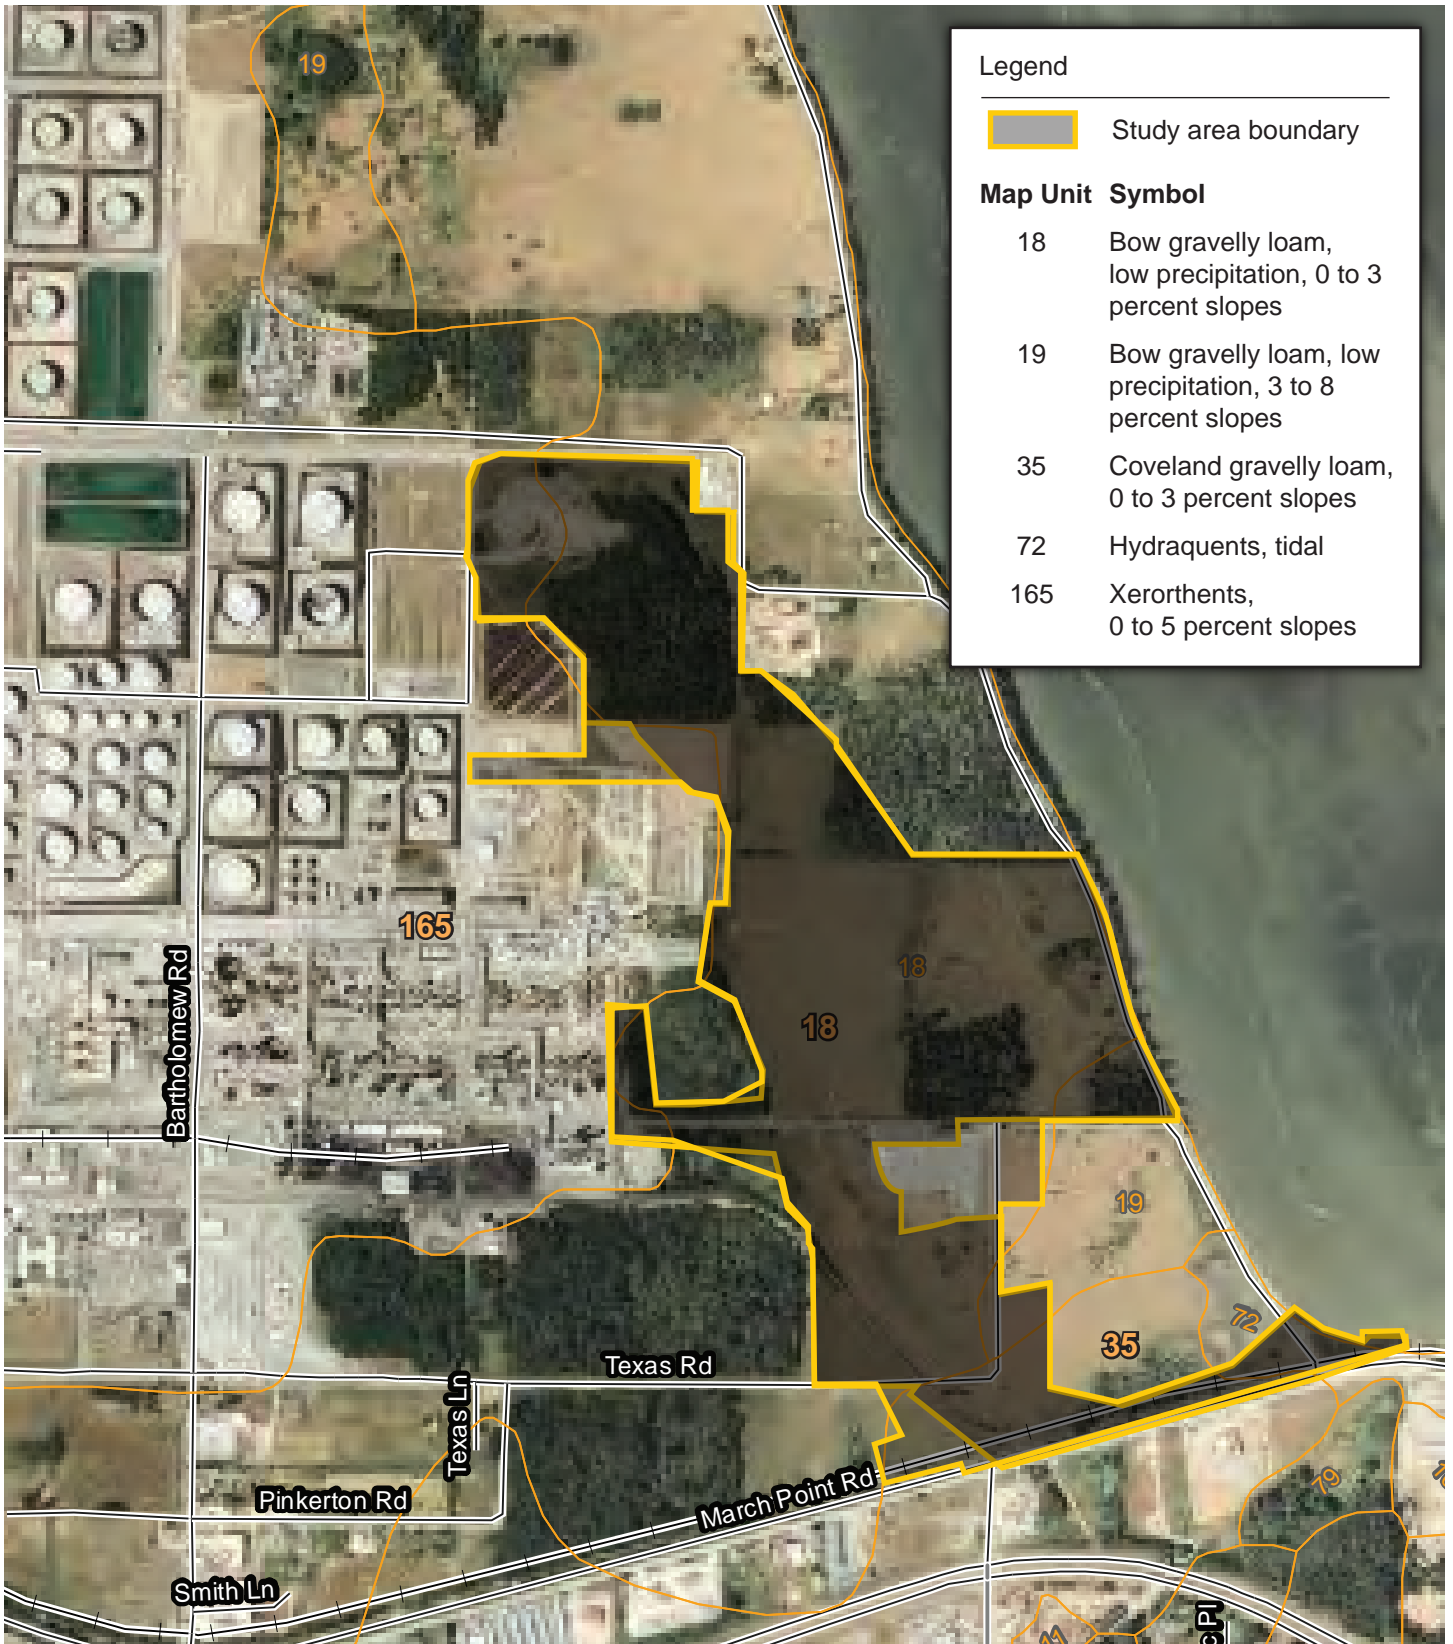 19
Legend
Study area boundary
Map Unit Symbol
18 Bow gravelly loam,
low precipitation, 0 to 3
percent slopes
19 Bow gravelly loam, low
precipitation, 3 to 8
percent slopes
35 Coveland gravelly loam,
0 to 3 percent slopes
72 Hydraquents, tidal
165 Xerorthents,
0 to 5 percent slopes
165
18
18
Bartholomew Rd
19
72
35
Texas Rd
Texas Ln
Pinkerton Rd
March Point Rd
79
Smith Ln
Pl